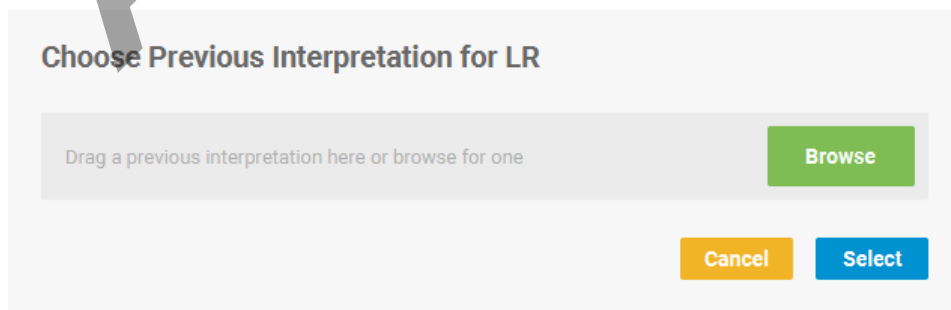 Choose Previous Interpretation for LR
Drag a previous interpretation here or browse for one
Browse
Cancel
Select